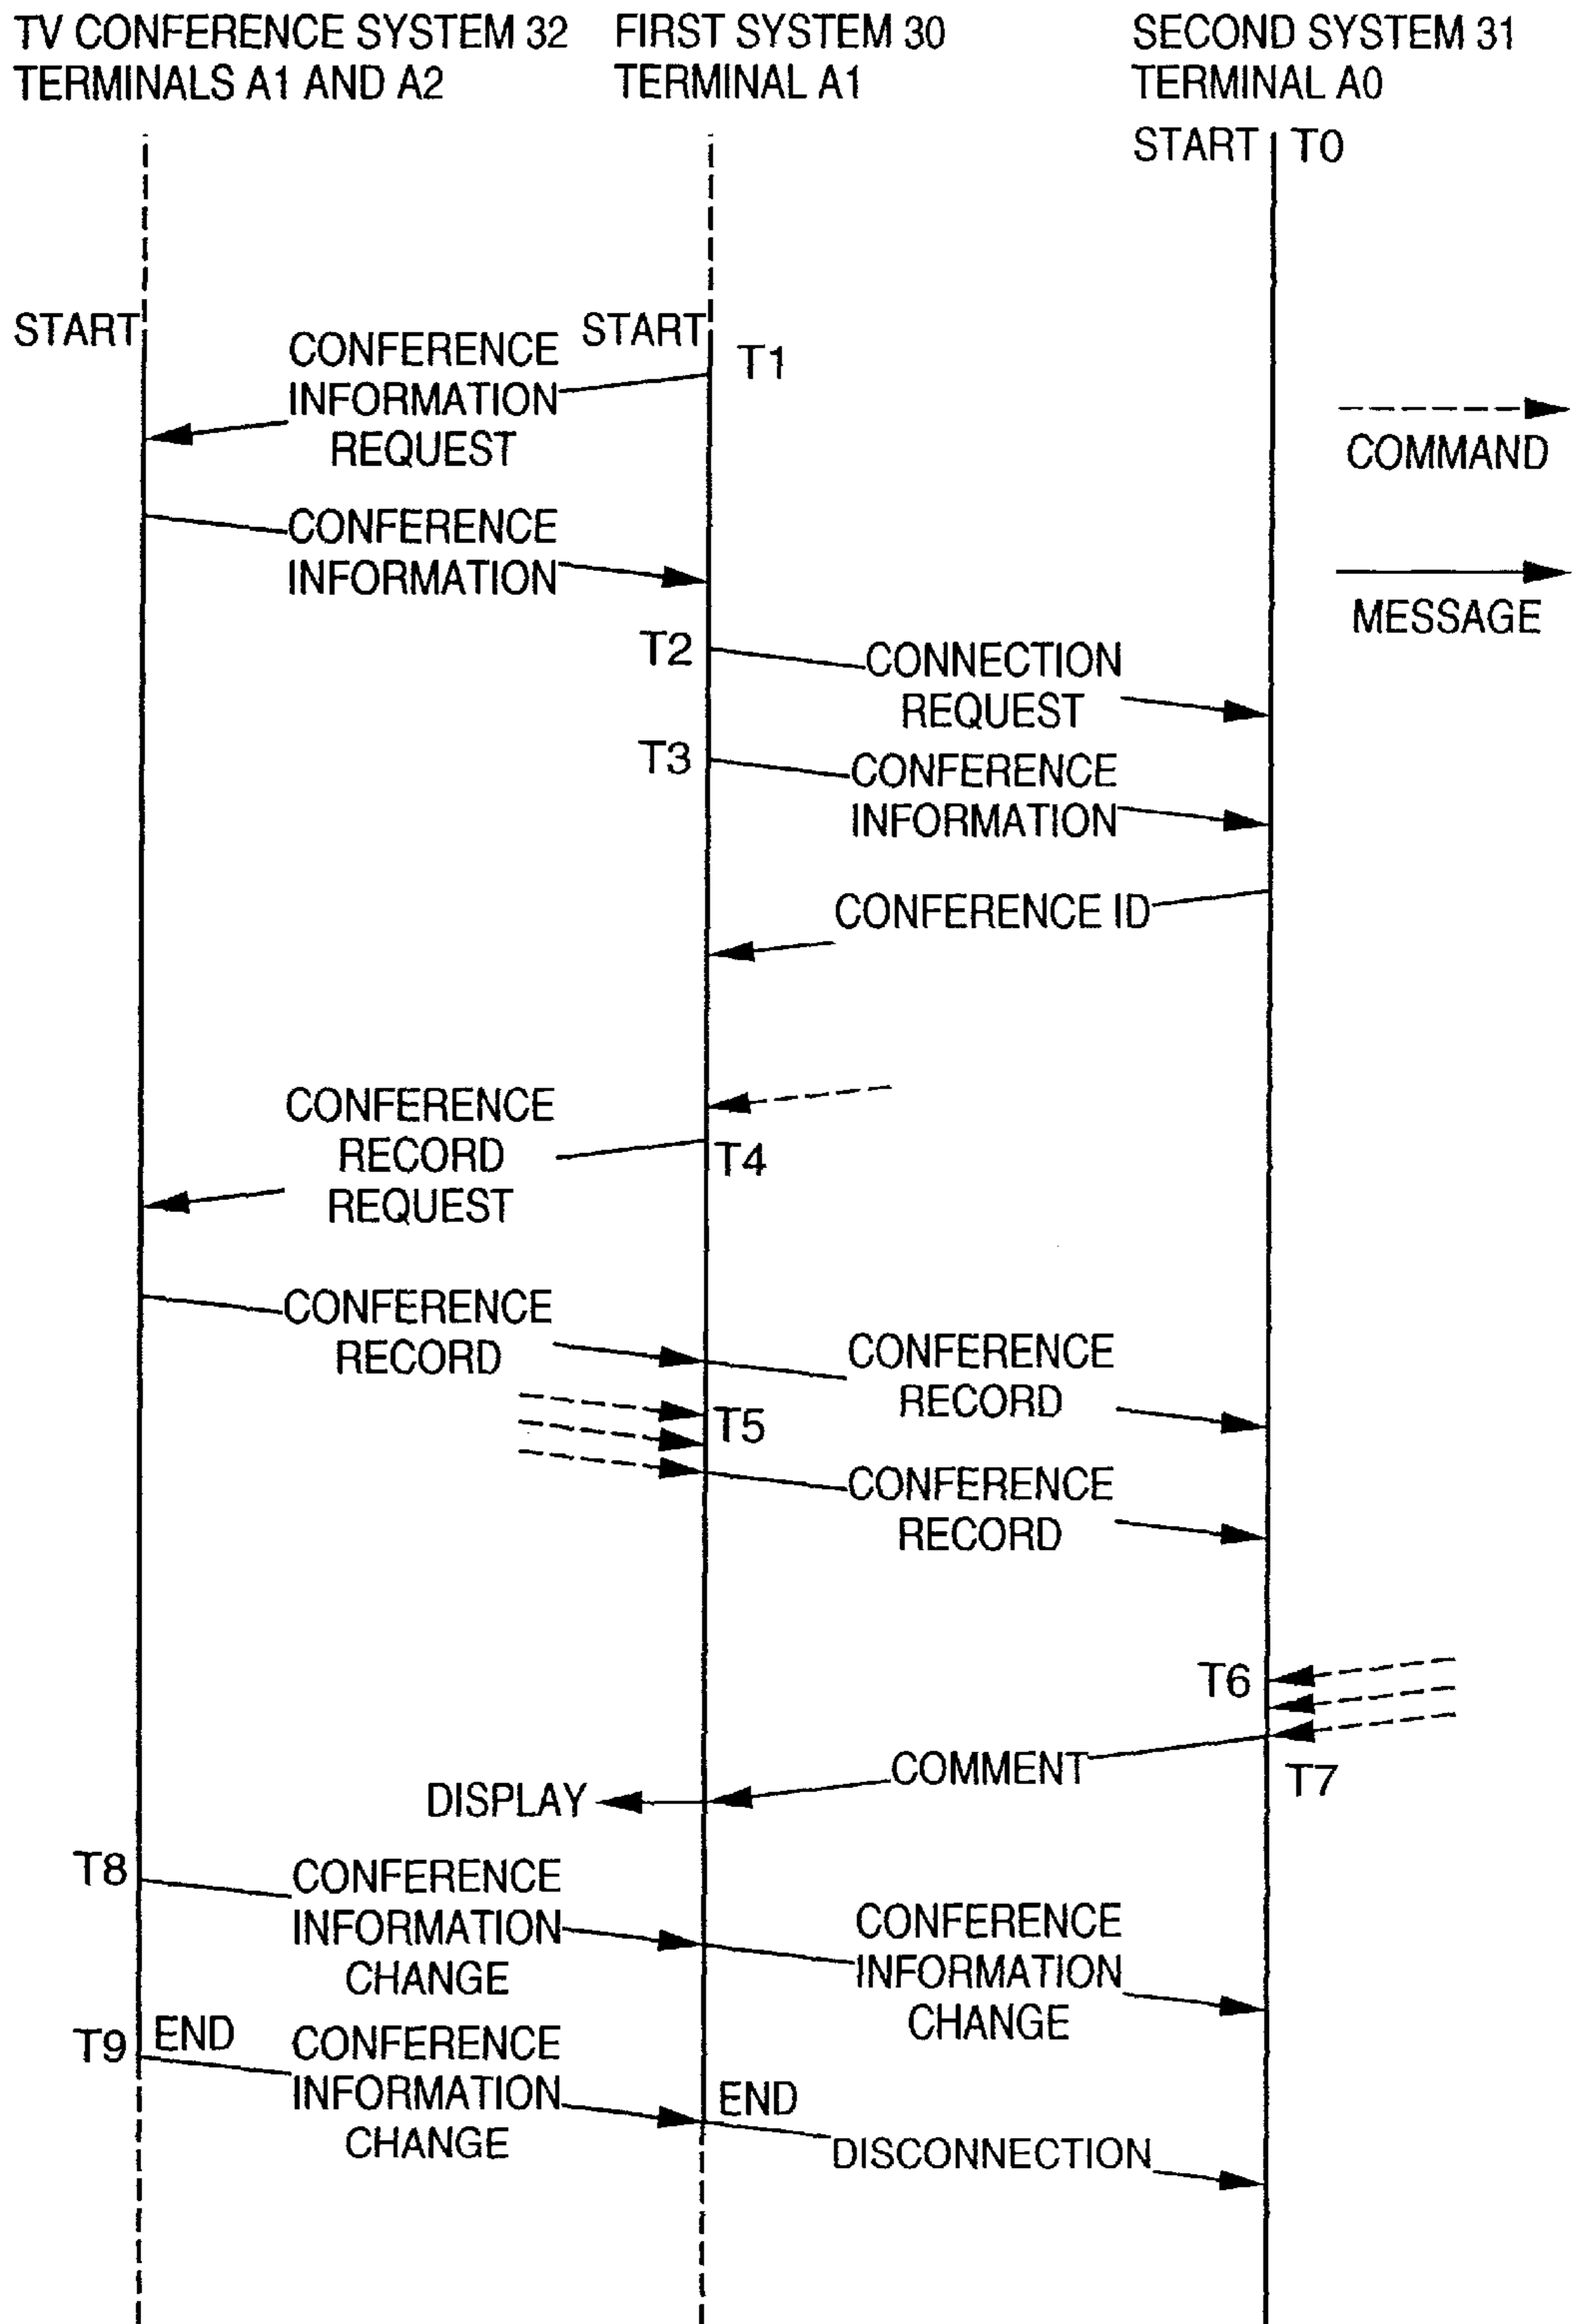 TV CONFERENCE SYSTEM 32
TERMINALS A1 AND A2
FIRST SYSTEM 30
TERMINAL A1
SECOND SYSTEM 31
TERMINAL A0
START T0
START
START
T1
CONFERENCE
INFORMATION
REQUEST
COMMAND
CONFERENCE
INFORMATION
MESSAGE
T2
CONNECTION
REQUEST
T3
CONFERENCE
INFORMATION
CONFERENCE ID
CONFERENCE
RECORD
REQUEST
T4
CONFERENCE
RECORD
CONFERENCE
RECORD
T5
CONFERENCE
RECORD
T6
COMMENT
T7
DISPLAY
T8
CONFERENCE
INFORMATION
CHANGE
CONFERENCE
INFORMATION
CHANGE
T9 END
CONFERENCE
INFORMATION
CHANGE
END
DISCONNECTION